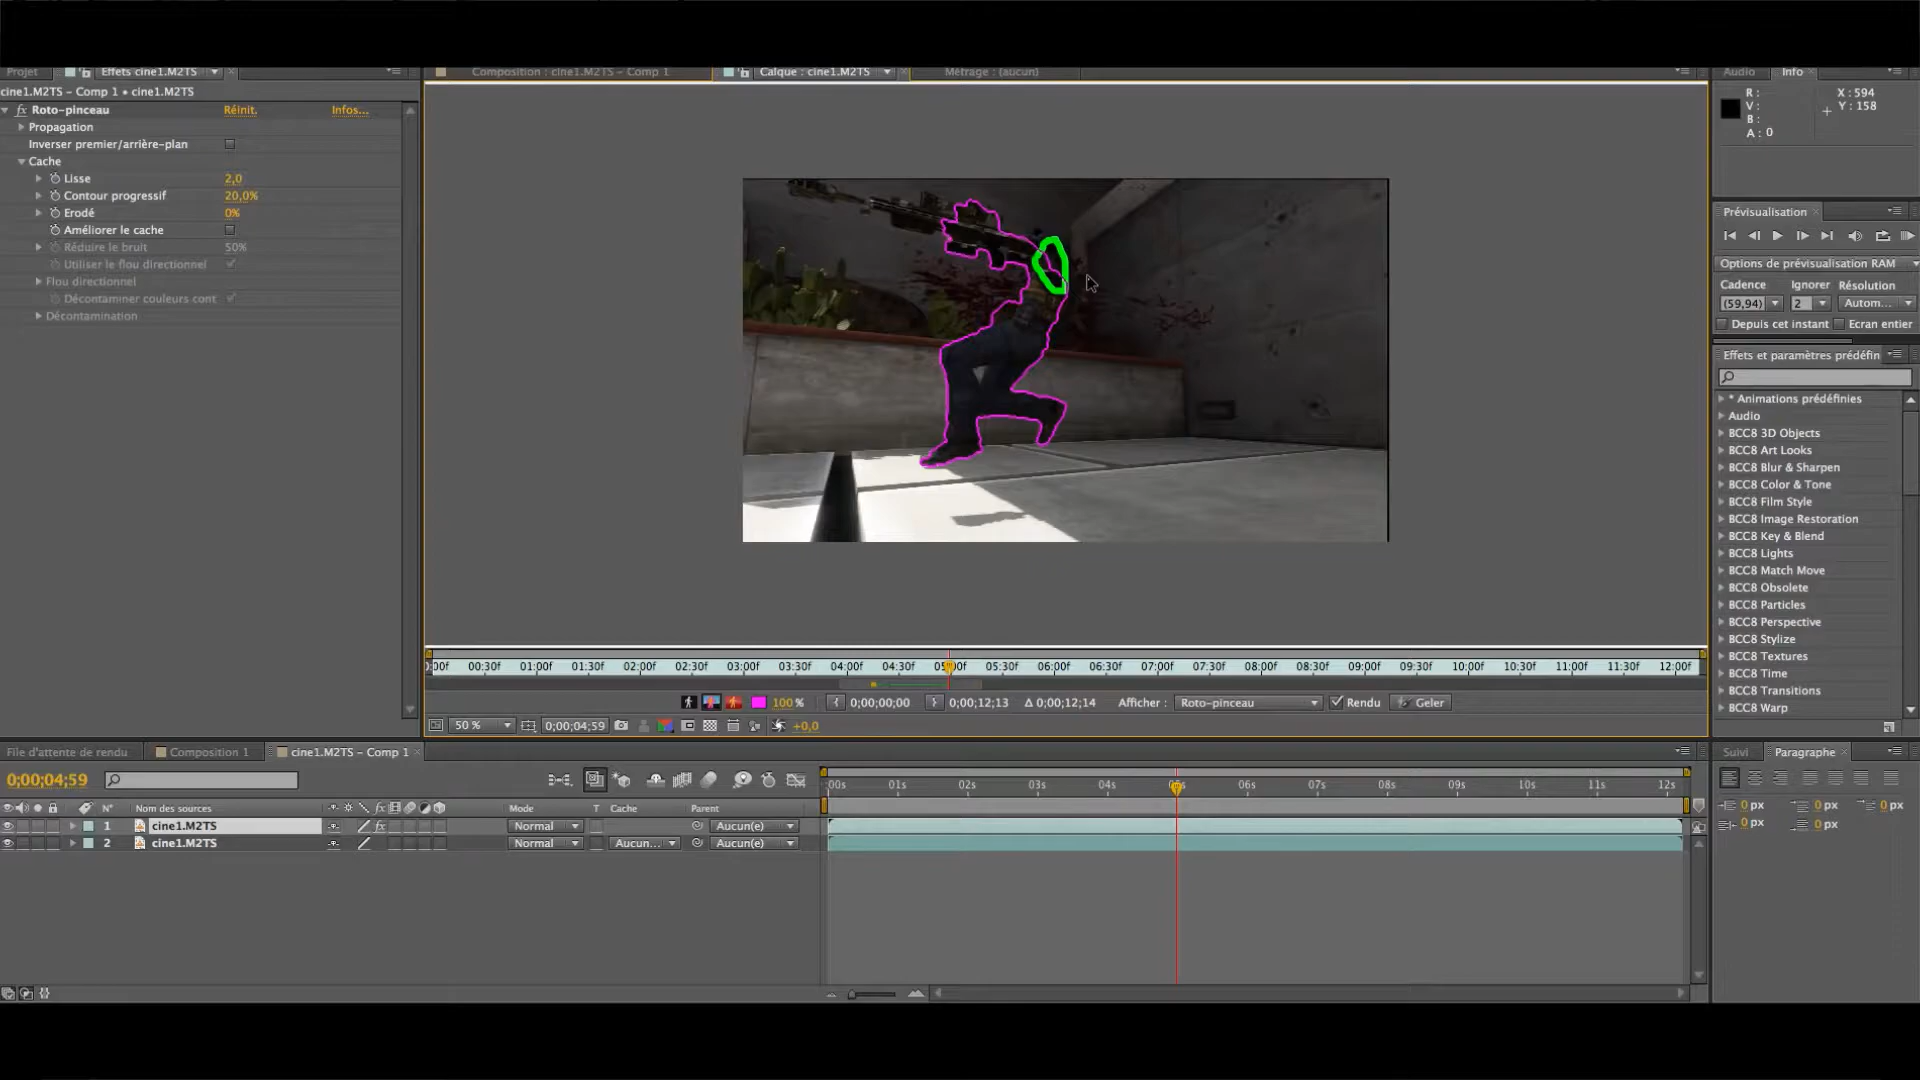 Projet
Effets cine1.M2TS
Composition : cine1.M2TS – Comp 1
Calque : cine1.M2TS
Métrage : (aucun)
Audio
Info
cine1.M2TS – Comp 1 • cine1.M2TS
R :
V :
B :
A : 0
X : 594
Y : 158
fx Roto-pinceau
Réinit.
Infos...
Propagation
Inverser premier/arrière-plan
Cache
Lisse
2,0
Contour progressif
20,0%
Erodé
0%
Améliorer le cache
Réduire le bruit
50%
Utiliser le flou directionnel
Flou directionnel
Décontaminer couleurs cont
Décontamination
Prévisualisation
Options de prévisualisation RAM
Cadence
Ignorer
Résolution
(59,94)
2
Autom...
Depuis cet instant
Ecran entier
Effets et paramètres prédéfin
* Animations prédéfinies
Audio
BCC8 3D Objects
BCC8 Art Looks
BCC8 Blur & Sharpen
BCC8 Color & Tone
BCC8 Film Style
BCC8 Image Restoration
BCC8 Key & Blend
BCC8 Lights
BCC8 Match Move
BCC8 Obsolete
BCC8 Particles
BCC8 Perspective
BCC8 Stylize
BCC8 Textures
BCC8 Time
BCC8 Transitions
BCC8 Warp
:00f 00:30f 01:00f 01:30f 02:00f 02:30f 03:00f 03:30f 04:00f 04:30f 05:00f 05:30f 06:00f 06:30f 07:00f 07:30f 08:00f 08:30f 09:00f 09:30f 10:00f 10:30f 11:00f 11:30f 12:00f
100 %
0;00;00;00
0;00;12;13
Δ 0;00;12;14
Afficher :
Roto-pinceau
Rendu
Geler
50 %
0;00;04;59
+0,0
File d'attente de rendu
Composition 1
cine1.M2TS – Comp 1
Suivi
Paragraphe
0;00;04;59
:00s 01s 02s 03s 04s 06s 07s 08s 09s 10s 11s 12s
N° Nom des sources
fx
Mode
T
Cache
Parent
1 cine1.M2TS
fx
Normal
Aucun(e)
2 cine1.M2TS
Normal
Aucun...
Aucun(e)
0 px
0 px
0 px
0 px
0 px